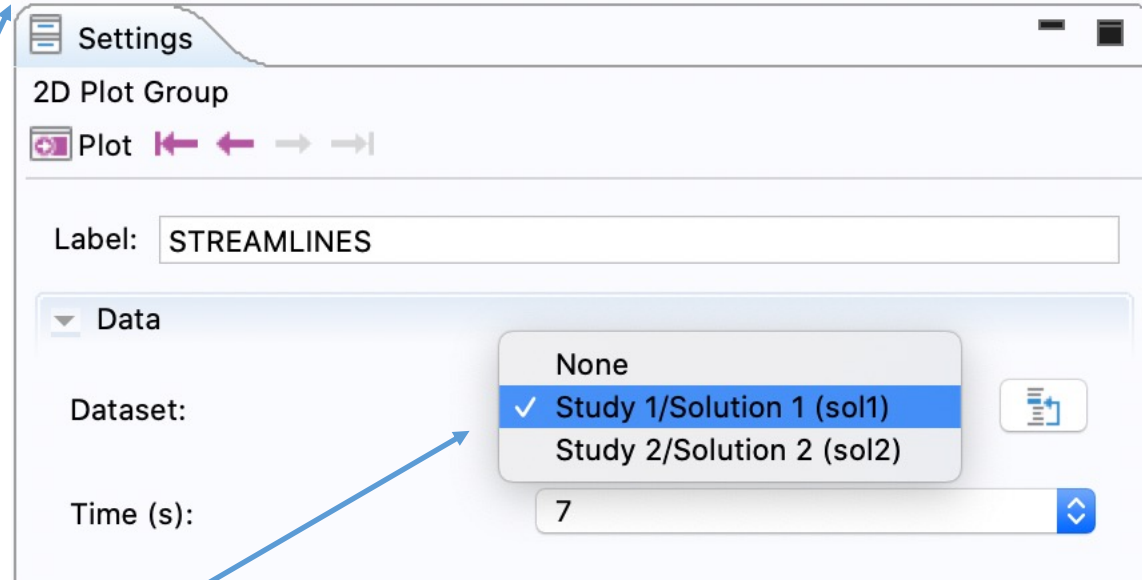 Settings
2D Plot Group
Plot
Label: STREAMLINES
Data
None
Dataset: ✓ Study 1/Solution 1 (sol1)
Study 2/Solution 2 (sol2)
Time (s): 7